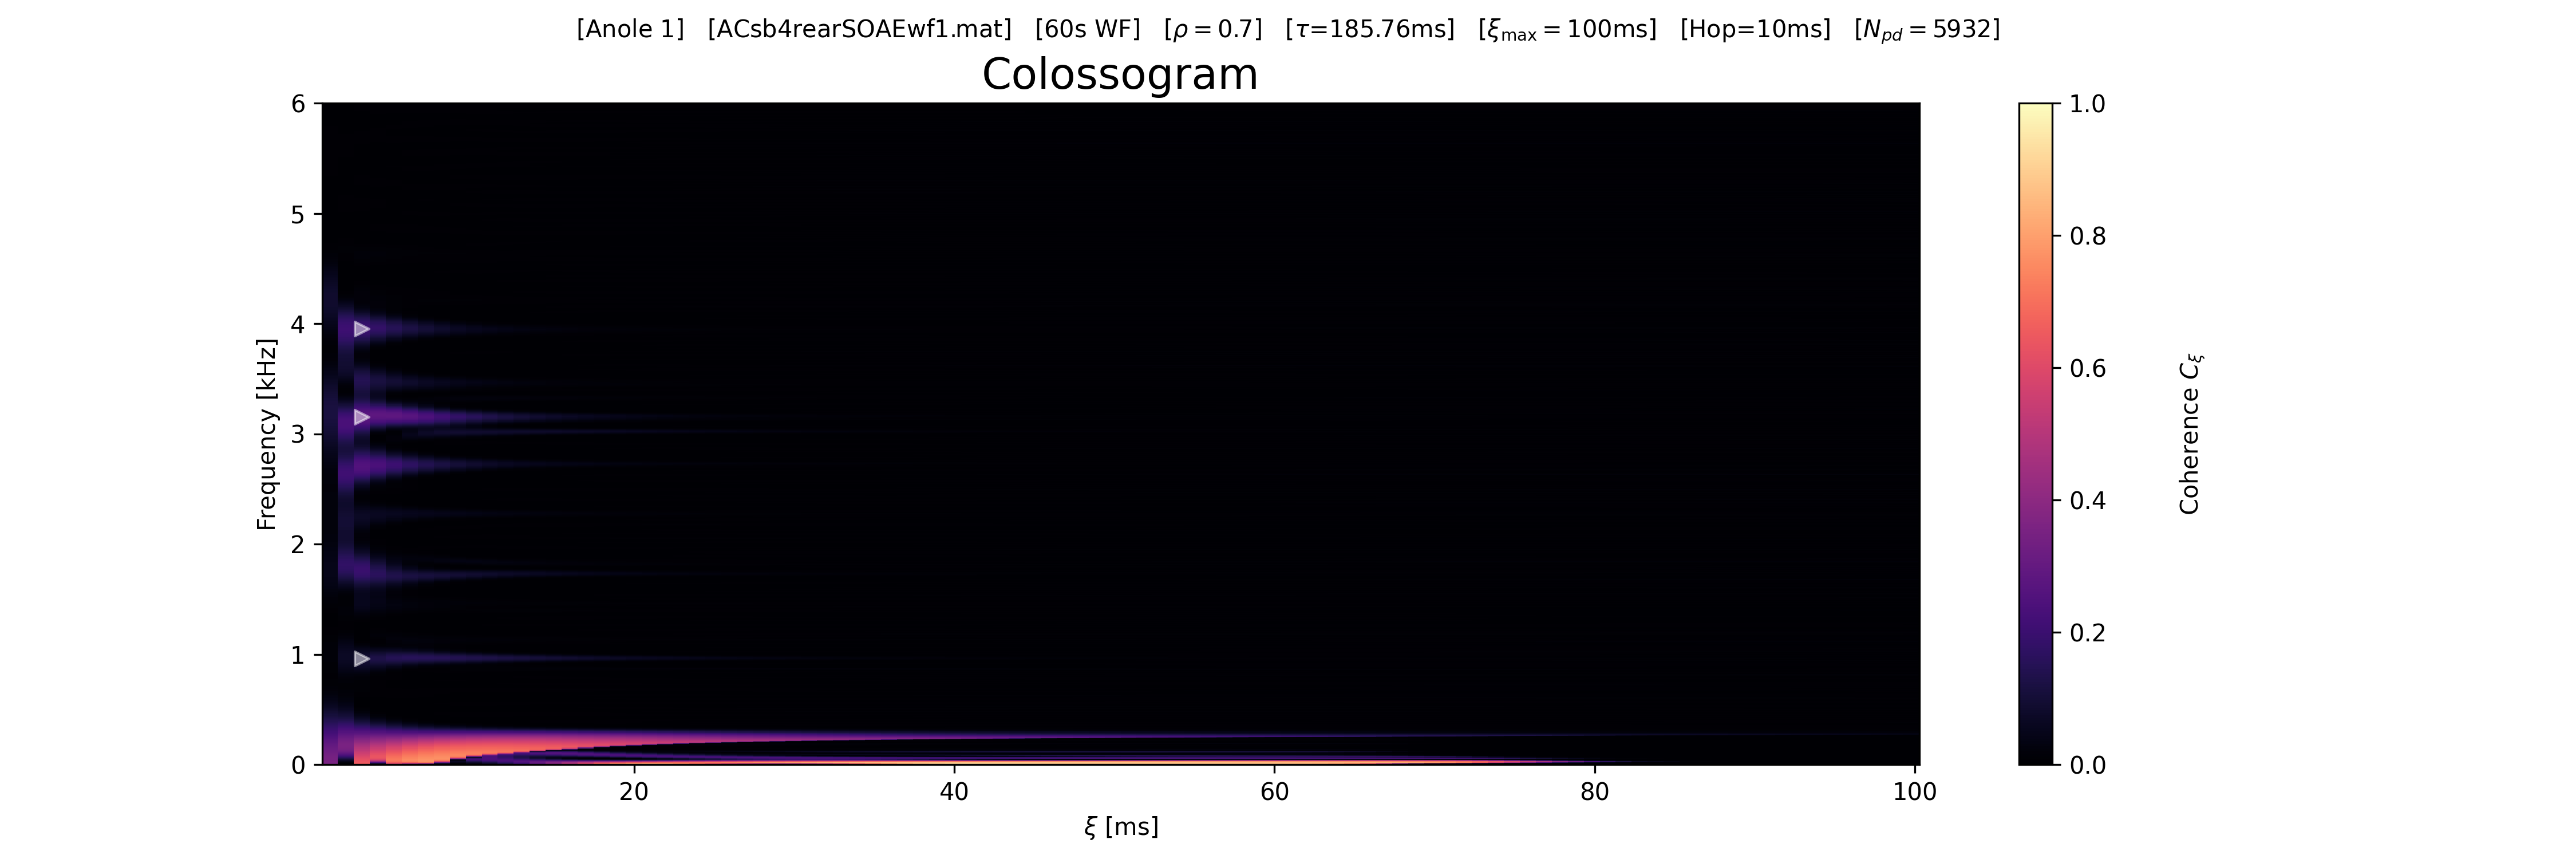 [Anole 1] [ACsb4rearSOAEwf1.mat] [60s WF] [ρ = 0.7] [τ=185.76ms] [ξmax = 100ms] [Hop=10ms] [Npd = 5932]
Colossogram
Frequency [kHz]
6
5
4
3
2
1
0
20 40 60 80 100
ξ [ms]
1.0
0.8
0.6
0.4
0.2
0.0
Coherence Cξ